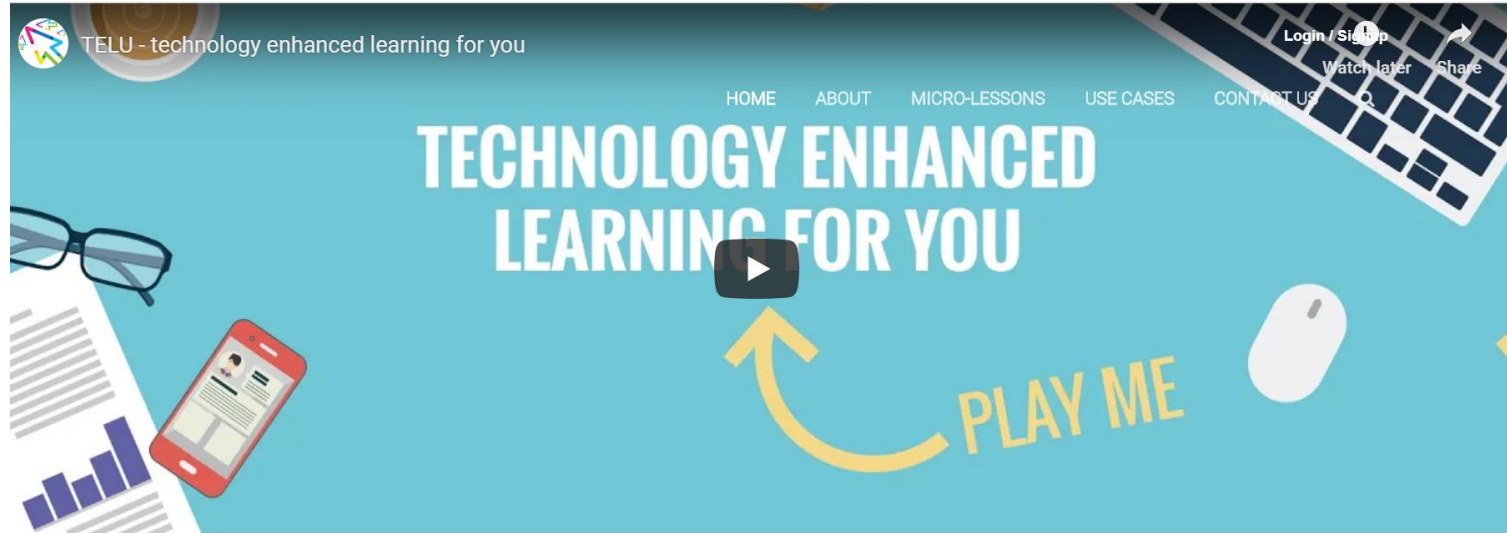 TELU - technology enhanced learning for you
Login / Signup
Watch later
Share
HOME
ABOUT
MICRO-LESSONS
USE CASES
CONTACT US
TECHNOLOGY ENHANCED
LEARNING FOR YOU
PLAY ME